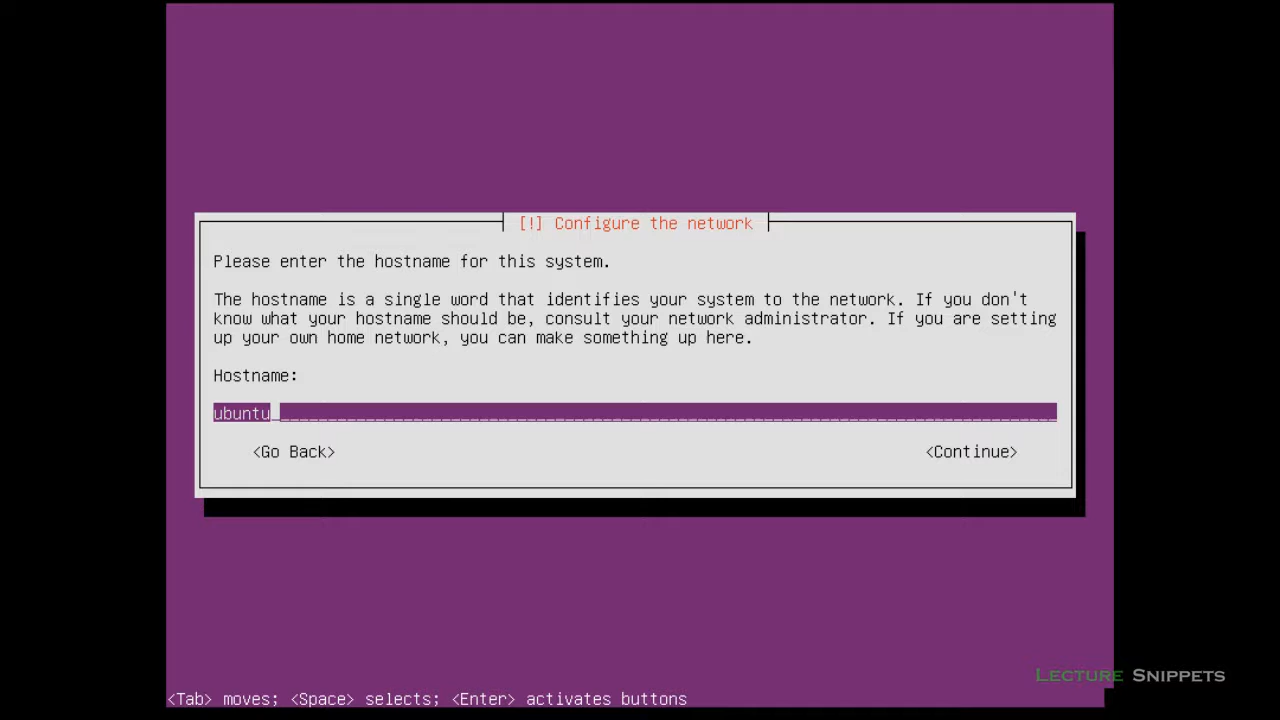 [!] Configure the network
Please enter the hostname for this system.
The hostname is a single word that identifies your system to the network. If you don't
know what your hostname should be, consult your network administrator. If you are setting
up your own home network, you can make something up here.
Hostname:
ubuntu
<Go Back> <Continue>
LECTURE SNIPPETS
<Tab> moves; <Space> selects; <Enter> activates buttons